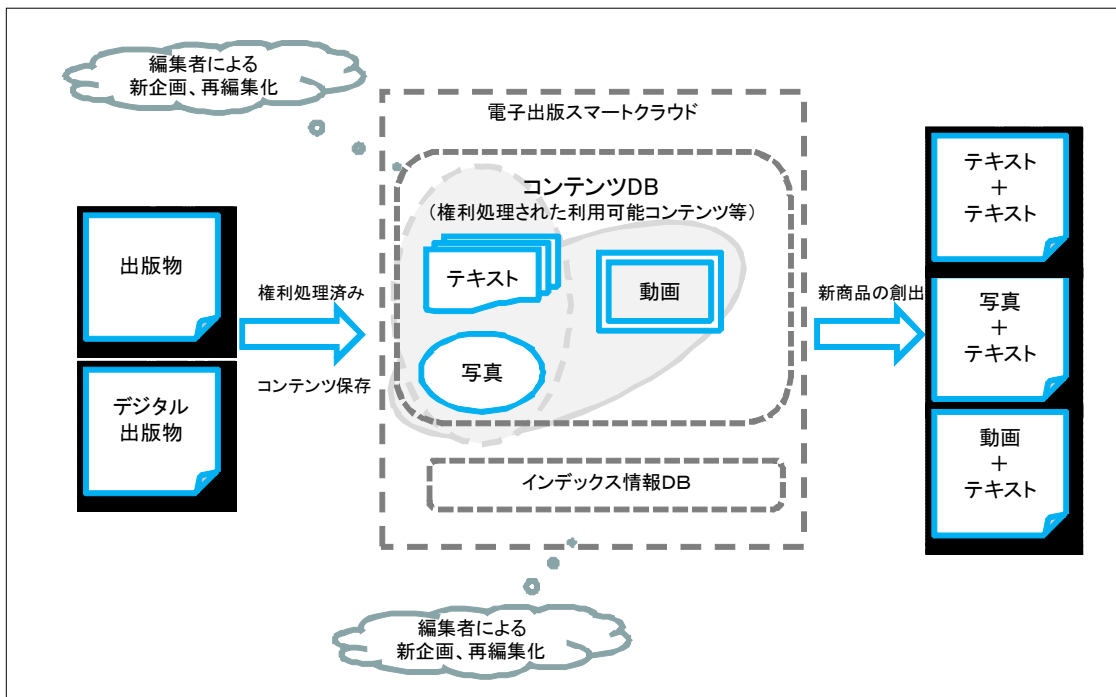 編集者による
新企画、再編集化
電子出版スマートクラウド
コンテンツDB
（権利処理された利用可能コンテンツ等）
出版物
デジタル
出版物
権利処理済み
コンテンツ保存
テキスト
写真
動画
インデックス情報DB
新商品の創出
テキスト
＋
テキスト
写真
＋
テキスト
動画
＋
テキスト
編集者による
新企画、再編集化